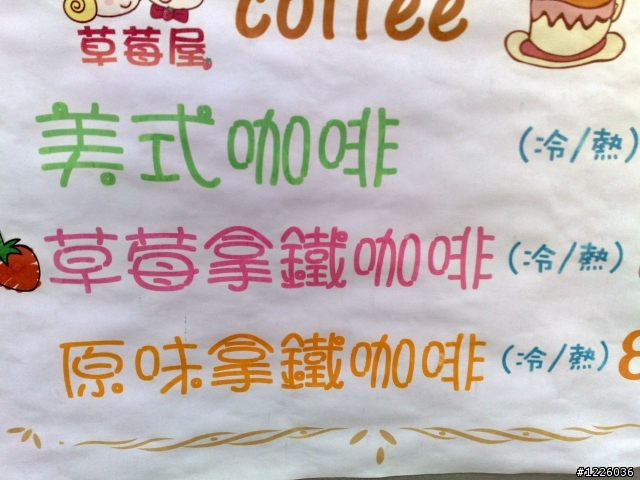 coffee
草莓屋
美式咖啡 (冷/熱)
草莓拿鐵咖啡 (冷/熱)
原味拿鐵咖啡 (冷/熱) 8
#1226036